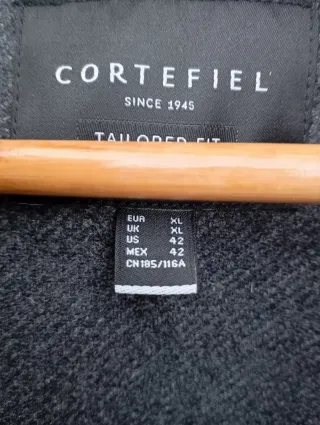 CORTEFIEL
SINCE 1945
TAILORED FIT
EUR XL
UK XL
US 42
MEX 42
CN185/116A